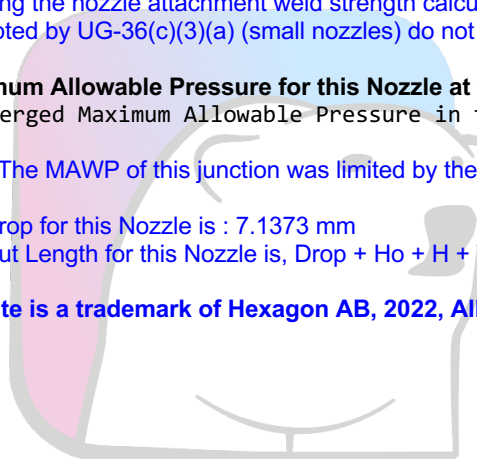 ng the nozzle attachment weld strength calcu
pted by UG-36(c)(3)(a) (small nozzles) do not
num Allowable Pressure for this Nozzle at
erged Maximum Allowable Pressure in
The MAWP of this junction was limited by the
rop for this Nozzle is : 7.1373 mm
ut Length for this Nozzle is, Drop + Ho + H +
te is a trademark of Hexagon AB, 2022, Al